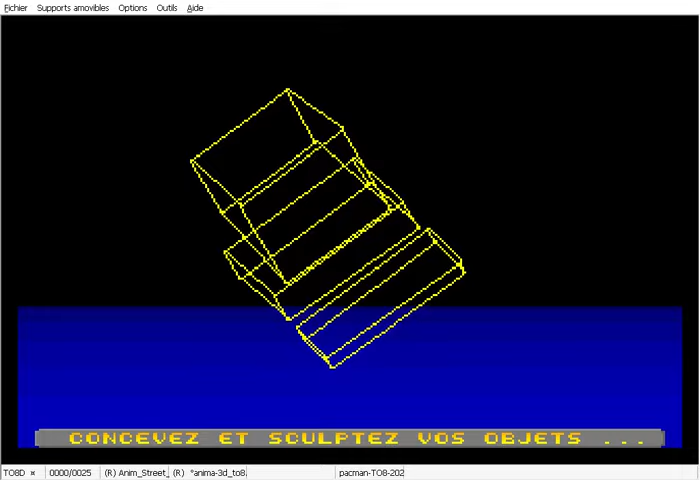 Fichier Supports amovibles Options Outils Aide
CONCEVEZ ET SCULPTEZ VOS OBJETS ...
TO8D × 0000/0025 (R) Anim_Street_ (R) *anima-3d_to8. pacman-TO8-202